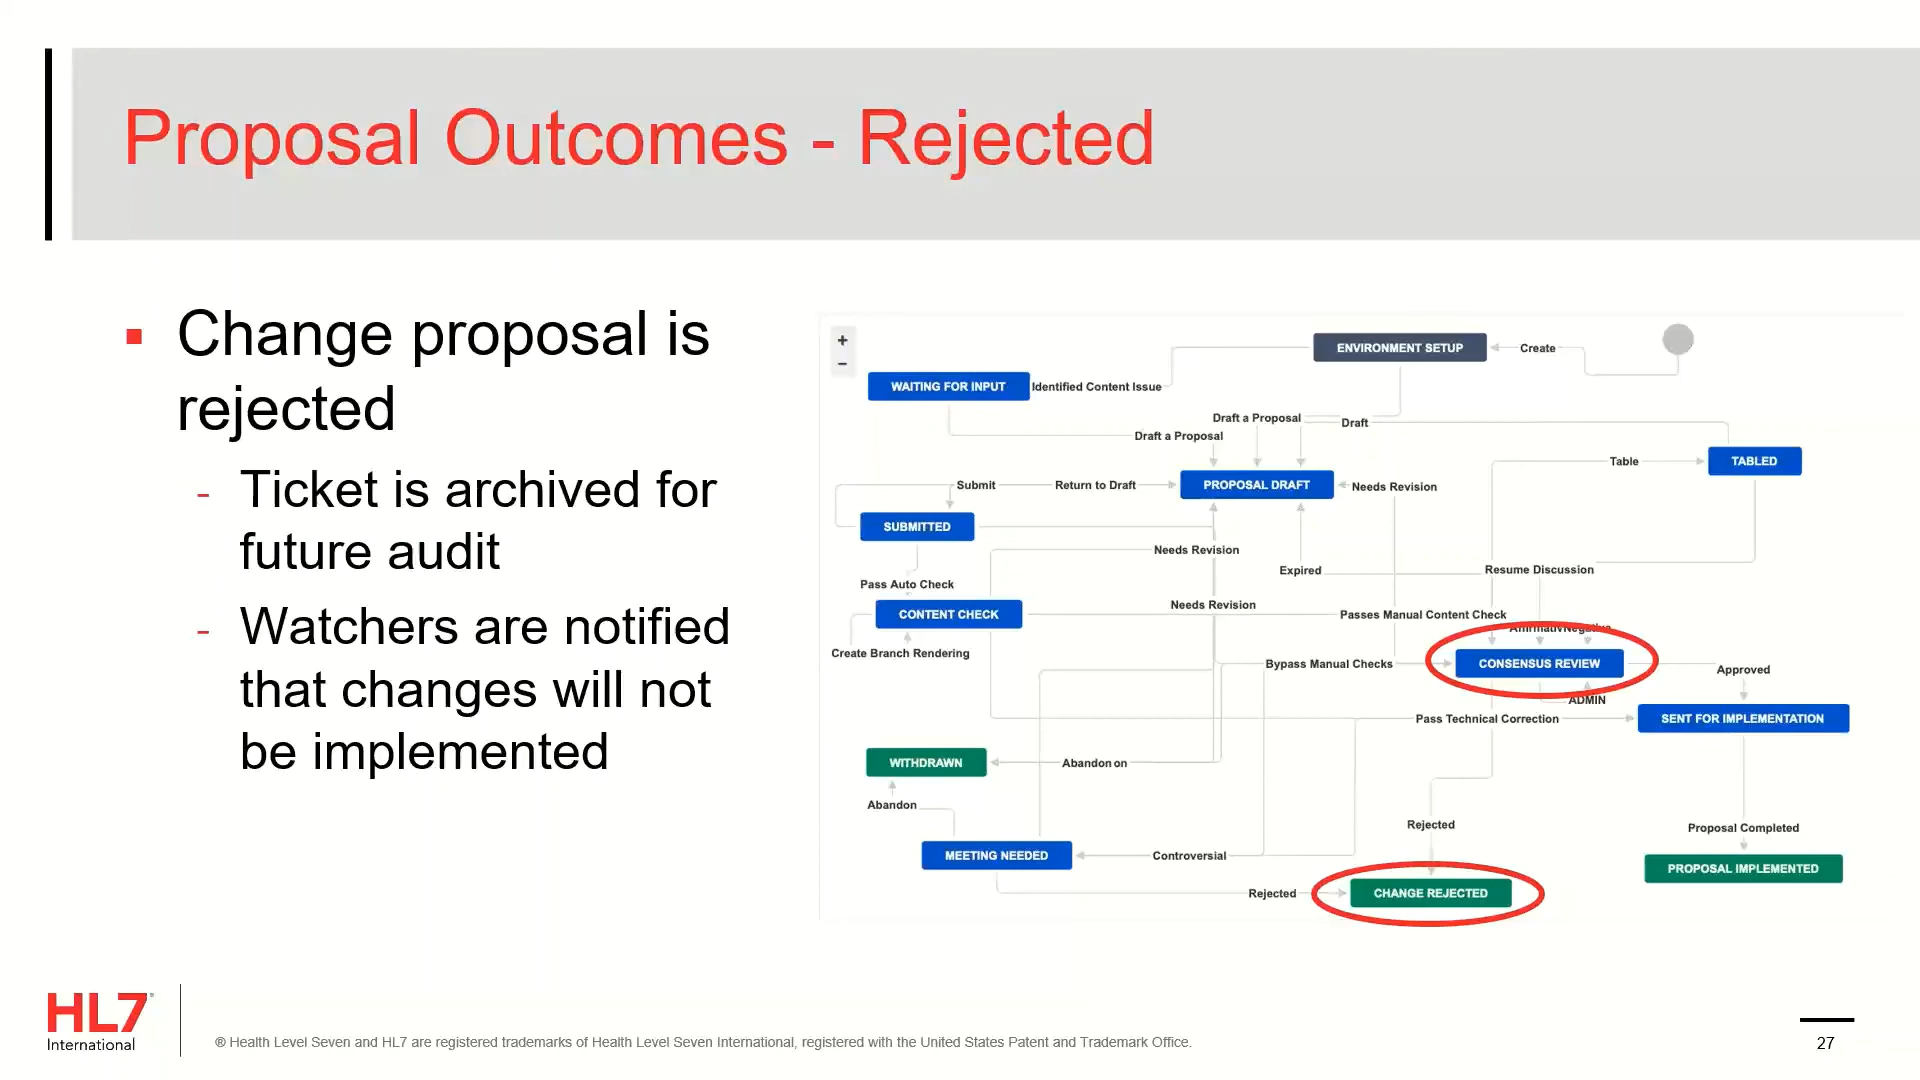 Proposal Outcomes - Rejected
Change proposal is
rejected
- Ticket is archived for
future audit
- Watchers are notified
that changes will not
be implemented
+
−
ENVIRONMENT SETUP
Create
WAITING FOR INPUT
Identified Content Issue
Draft a Proposal
Draft
Draft a Proposal
TABLED
Table
Submit
Return to Draft
PROPOSAL DRAFT
Needs Revision
SUBMITTED
Needs Revision
Expired
Resume Discussion
Pass Auto Check
Needs Revision
CONTENT CHECK
Passes Manual Content Check
Create Branch Rendering
Bypass Manual Checks
CONSENSUS REVIEW
Approved
ADMIN
Pass Technical Correction
SENT FOR IMPLEMENTATION
WITHDRAWN
Abandon
Abandon
Rejected
Proposal Completed
MEETING NEEDED
Controversial
PROPOSAL IMPLEMENTED
Rejected
CHANGE REJECTED
HL7
International
® Health Level Seven and HL7 are registered trademarks of Health Level Seven International, registered with the United States Patent and Trademark Office.
27